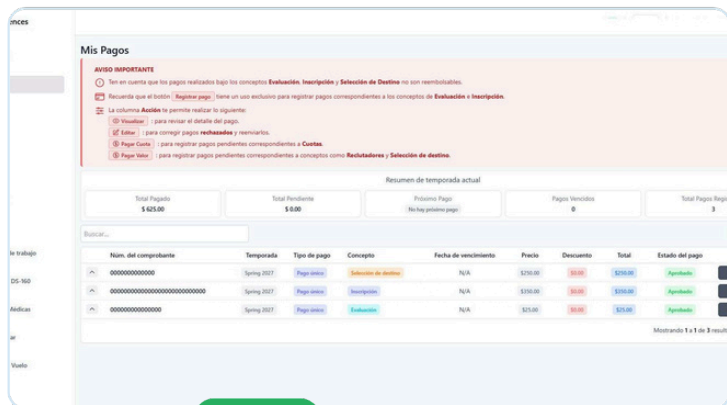 ences
Mis Pagos
AVISO IMPORTANTE
Ten en cuenta que los pagos realizados bajo los conceptos Evaluación, Inscripción y Selección de Destino no son reembolsables.
Recuerda que el botón Registrar pago tiene un uso exclusivo para registrar pagos correspondientes a los conceptos de Evaluación e Inscripción.
La columna Acción te permite realizar lo siguiente:
Visualizar : para revisar el detalle del pago.
Editar : para corregir pagos rechazados y reenviarlos.
Pagar Cuota : para registrar pagos pendientes correspondientes a Cuotas.
Pagar Valor : para registrar pagos pendientes correspondientes a conceptos como Reclutadores y Selección de destino.
Resumen de temporada actual
Total Pagado Total Pendiente Próximo Pago Pagos Vencidos Total Pagos Regi
$ 625.00 $ 0.00 No hay próximo pago 0 3
Buscar...
Núm. del comprobante Temporada Tipo de pago Concepto Fecha de vencimiento Precio Descuento Total Estado del pago
0000000000000 Spring 2027 Pago único Selección de destino N/A $250.00 $0.00 $250.00 Aprobado
Spring 2027 Pago único Inscripción N/A $350.00 $0.00 $350.00 Aprobado
Spring 2027 Pago único Evaluación N/A $25.00 $0.00 $25.00 Aprobado
Mostrando 1 a 1 de 3 result
le trabajo
DS-160
Médicas
ar
Vuelo